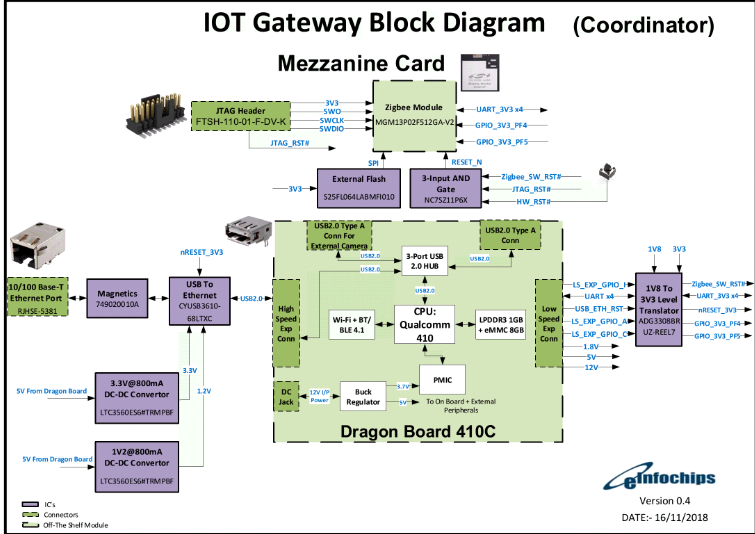 IOT Gateway Block Diagram (Coordinator)
Mezzanine Card
JTAG Header
FTSH-110-01-F-DV-K
3V3
SWO
SWCLK
SWDIO
JTAG_RST#
Zigbee Module
MGM13P02F512GA-V2
UART_3V3 x4
GPIO_3V3_PF4
GPIO_3V3_PF5
SPI
RESET_N
3V3
External Flash
S25FL064LABMFI010
3-Input AND
Gate
NC7SZ11P6X
Zigbee_SW_RST#
JTAG_RST#
HW_RST#
10/100 Base-T
Ethernet Port
RJHSE-5381
Magnetics
749020010A
nRESET_3V3
USB To
Ethernet
CYUSB3610-
68LTXC
USB2.0
3.3V
1.2V
5V From Dragon Board
3.3V@800mA
DC-DC Convertor
LTC3560ES6#TRMPBF
5V From Dragon Board
1V2@800mA
DC-DC Convertor
LTC3560ES6#TRMPBF
USB2.0 Type A
Conn For
External Camera
USB2.0 Type A
Conn
USB2.0
USB2.0
USB2.0
3-Port USB
2.0 HUB
USB2.0
High
Speed
Exp
Conn
Wi-Fi + BT/
BLE 4.1
CPU:
Qualcomm
410
LPDDR3 1GB
+ eMMC 8GB
Low
Speed
Exp
Conn
DC
Jack
12V I/P
Power
Buck
Regulator
3.7V
5V
PMIC
To On Board + External
Peripherals
Dragon Board 410C
LS_EXP_GPIO_H
UART x4
USB_ETH_RST
LS_EXP_GPIO_A
LS_EXP_GPIO_C
1.8V
5V
12V
1V8
3V3
1V8 To
3V3 Level
Translator
ADG3308BR
UZ-REEL7
Zigbee_SW_RST#
UART_3V3 x4
nRESET_3V3
GPIO_3V3_PF4
GPIO_3V3_PF5
IC's
Connectors
Off-The Shelf Module
eInfochips
Version 0.4
DATE:- 16/11/2018